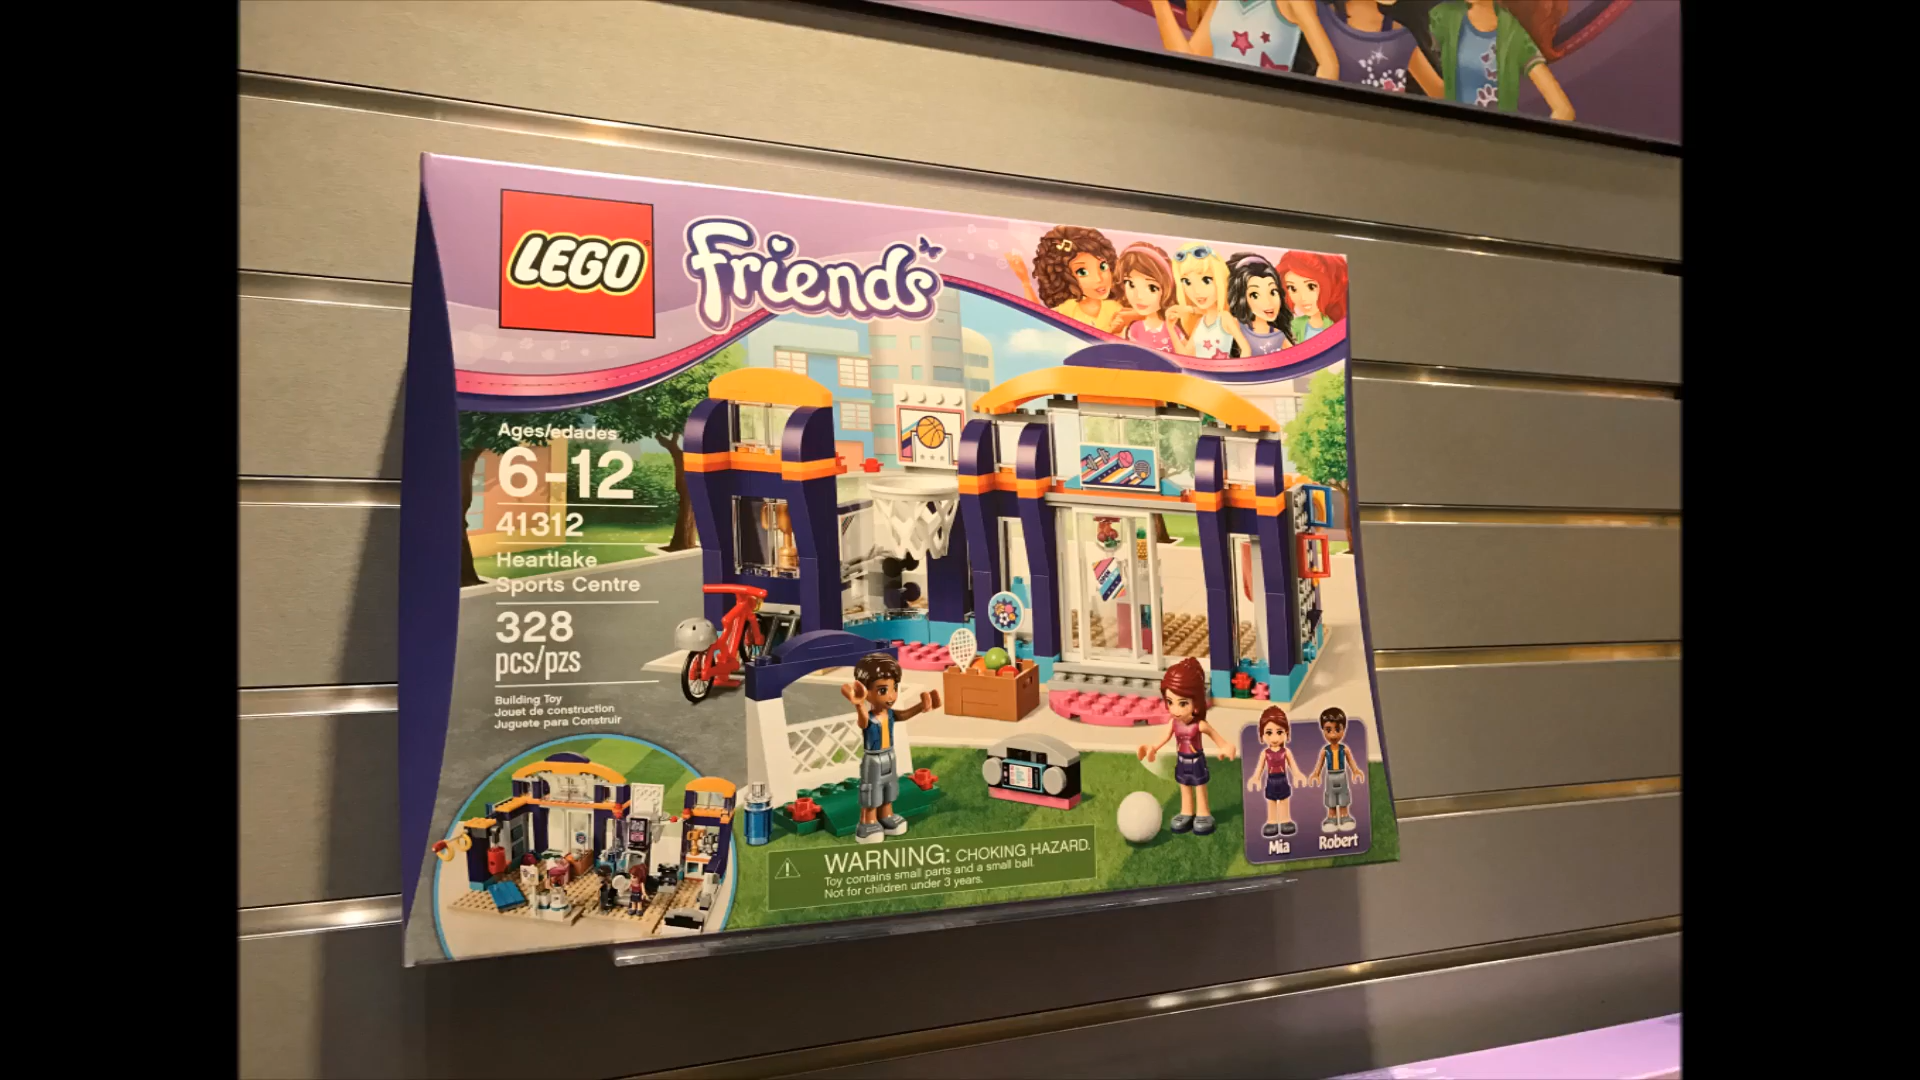 LEGO
friends
Ages/edades
6-12
41312
Heartlake
Sports Centre
328
pcs/pzs
Building Toy
Jouet de construction
Juguete para Construir
OPEN
WARNING: CHOKING HAZARD.
Toy contains small parts and a small ball.
Not for children under 3 years.
Mia
Robert